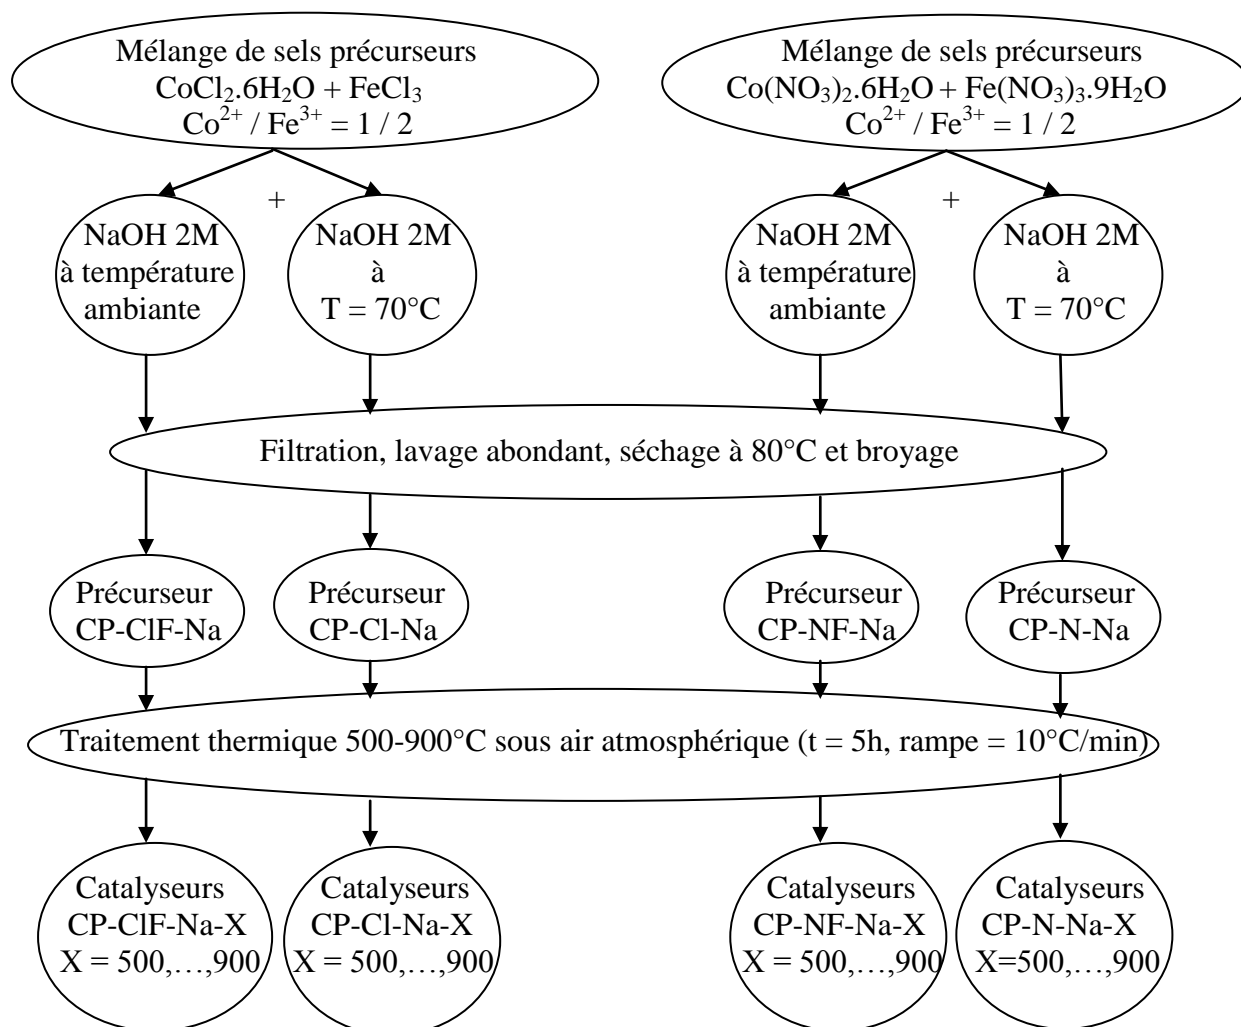 Mélange de sels précurseurs
CoCl₂.6H₂O + FeCl₃
Co²⁺ / Fe³⁺ = 1 / 2
Mélange de sels précurseurs
Co(NO₃)₂.6H₂O + Fe(NO₃)₃.9H₂O
Co²⁺ / Fe³⁺ = 1 / 2
+
+
NaOH 2M
à température
ambiante
NaOH 2M
à
T = 70°C
NaOH 2M
à température
ambiante
NaOH 2M
à
T = 70°C
Filtration, lavage abondant, séchage à 80°C et broyage
Précurseur
CP-ClF-Na
Précurseur
CP-Cl-Na
Précurseur
CP-NF-Na
Précurseur
CP-N-Na
Traitement thermique 500-900°C sous air atmosphérique (t = 5h, rampe = 10°C/min)
Catalyseurs
CP-ClF-Na-X
X = 500,…,900
Catalyseurs
CP-Cl-Na-X
X = 500,…,900
Catalyseurs
CP-NF-Na-X
X = 500,…,900
Catalyseurs
CP-N-Na-X
X=500,…,900